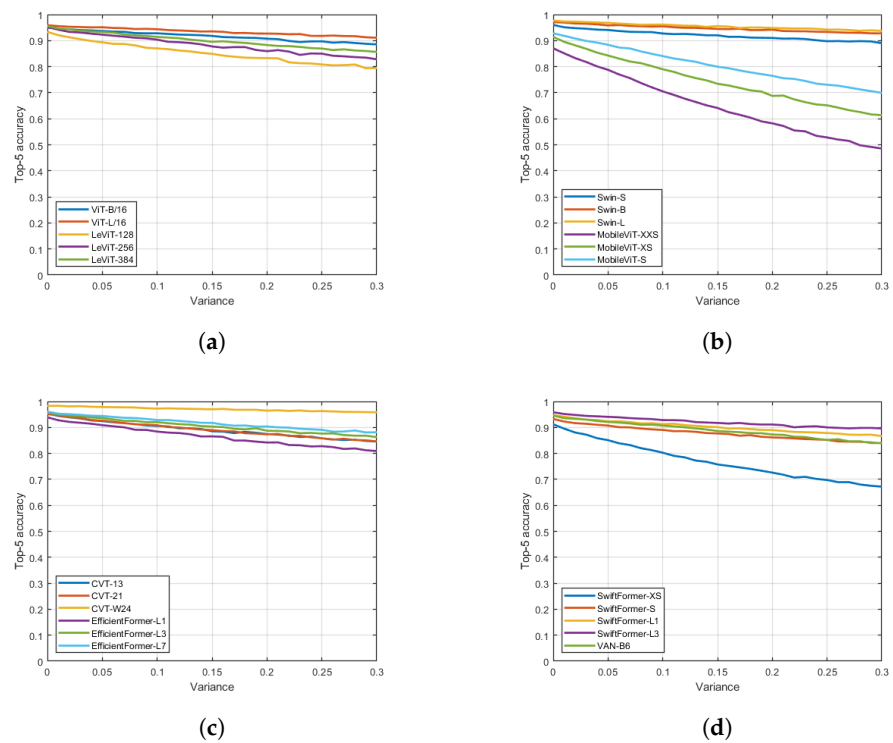 1
0.9
0.8
0.7
0.6
0.5
0.4
0.3
0.2
0.1
0
Top-5 accuracy
ViT-B/16
ViT-L/16
LeViT-128
LeViT-256
LeViT-384
0 0.05 0.1 0.15 0.2 0.25 0.3
Variance
(a)
1
0.9
0.8
0.7
0.6
0.5
0.4
0.3
0.2
0.1
0
Top-5 accuracy
Swin-S
Swin-B
Swin-L
MobileViT-XXS
MobileViT-XS
MobileViT-S
0 0.05 0.1 0.15 0.2 0.25 0.3
Variance
(b)
1
0.9
0.8
0.7
0.6
0.5
0.4
0.3
0.2
0.1
0
Top-5 accuracy
CVT-13
CVT-21
CVT-W24
EfficientFormer-L1
EfficientFormer-L3
EfficientFormer-L7
0 0.05 0.1 0.15 0.2 0.25 0.3
Variance
(c)
1
0.9
0.8
0.7
0.6
0.5
0.4
0.3
0.2
0.1
0
Top-5 accuracy
SwiftFormer-XS
SwiftFormer-S
SwiftFormer-L1
SwiftFormer-L3
VAN-B6
0 0.05 0.1 0.15 0.2 0.25 0.3
Variance
(d)